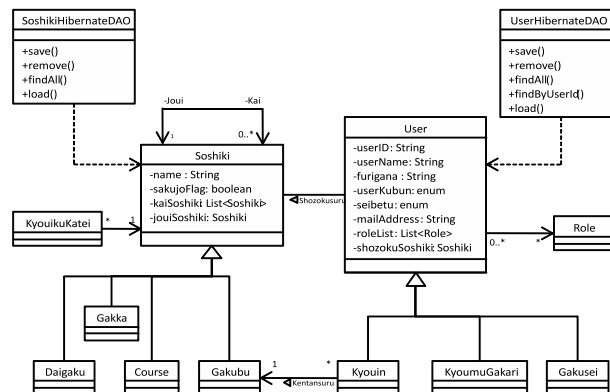 SoshikiHibernateDAO
+save()
+remove()
+findAll()
+load()
UserHibernateDAO
+save()
+remove()
+findAll()
+findByUserId()
+load()
-Joui
-Kai
1
0..*
Soshiki
-name : String
-sakujoFlag: boolean
-kaiSoshiki List<Soshiki>
-jouiSoshiki: Soshiki
Shozokusuru
User
-userID: String
-userName: String
-furigana : String
-userKubun: enum
-seibetu: enum
-mailAddress: String
-roleList: List<Role>
-shozokuSoshiki: Soshiki
KyouikuKatei
*
1
0..*
*
Role
Gakka
Daigaku
Course
Gakubu
1
*
Kentansuru
Kyouin
KyoumuGakari
Gakusei